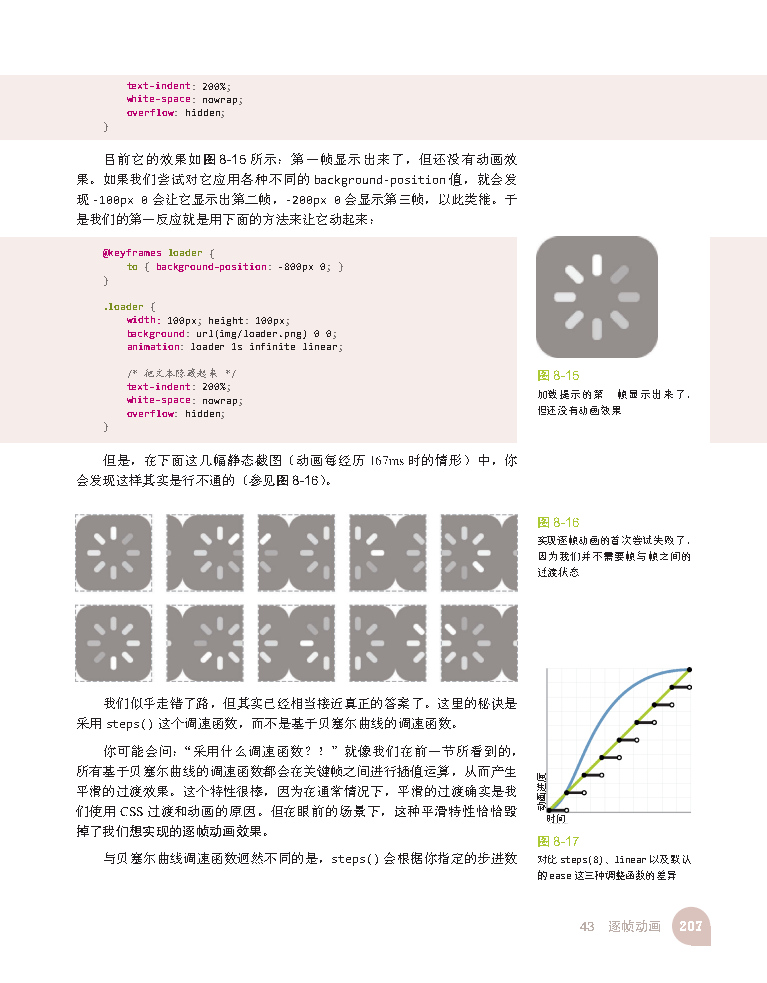 text-indent: 200%;
white-space: nowrap;
overflow: hidden;
}
目前它的效果如图 8-15 所示：第一帧显示出来了，但还没有动画效
果。如果我们尝试对它应用各种不同的 background-position 值，就会发
现 -100px 0 会让它显示出第二帧，-200px 0 会显示第三帧，以此类推。于
是我们的第一反应就是用下面的方法来让它动起来：
@keyframes loader {
to { background-position: -800px 0; }
}
.loader {
width: 100px; height: 100px;
background: url(img/loader.png) 0 0;
animation: loader 1s infinite linear;
/* 把文本隐藏起来 */
text-indent: 200%;
white-space: nowrap;
overflow: hidden;
}
图 8-15
加载提示的第一帧显示出来了，
但还没有动画效果
但是，在下面这几幅静态截图（动画每经历 167ms 时的情形）中，你
会发现这样其实是行不通的（参见图 8-16）。
图 8-16
实现逐帧动画的首次尝试失败了，
因为我们并不需要帧与帧之间的
过渡状态
我们似乎走错了路，但其实已经相当接近真正的答案了。这里的秘诀是
采用 steps() 这个调速函数，而不是基于贝塞尔曲线的调速函数。
你可能会问：“采用什么调速函数？！”就像我们在前一节所看到的，
所有基于贝塞尔曲线的调速函数都会在关键帧之间进行插值运算，从而产生
平滑的过渡效果。这个特性很棒，因为在通常情况下，平滑的过渡确实是我
们使用 CSS 过渡和动画的原因。但在眼前的场景下，这种平滑特性恰恰毁
掉了我们想实现的逐帧动画效果。
与贝塞尔曲线调速函数迥然不同的是，steps() 会根据你指定的步进数
动画进度
时间
图 8-17
对比 steps(8)、linear 以及默认
的 ease 这三种调整函数的差异
43 逐帧动画 207